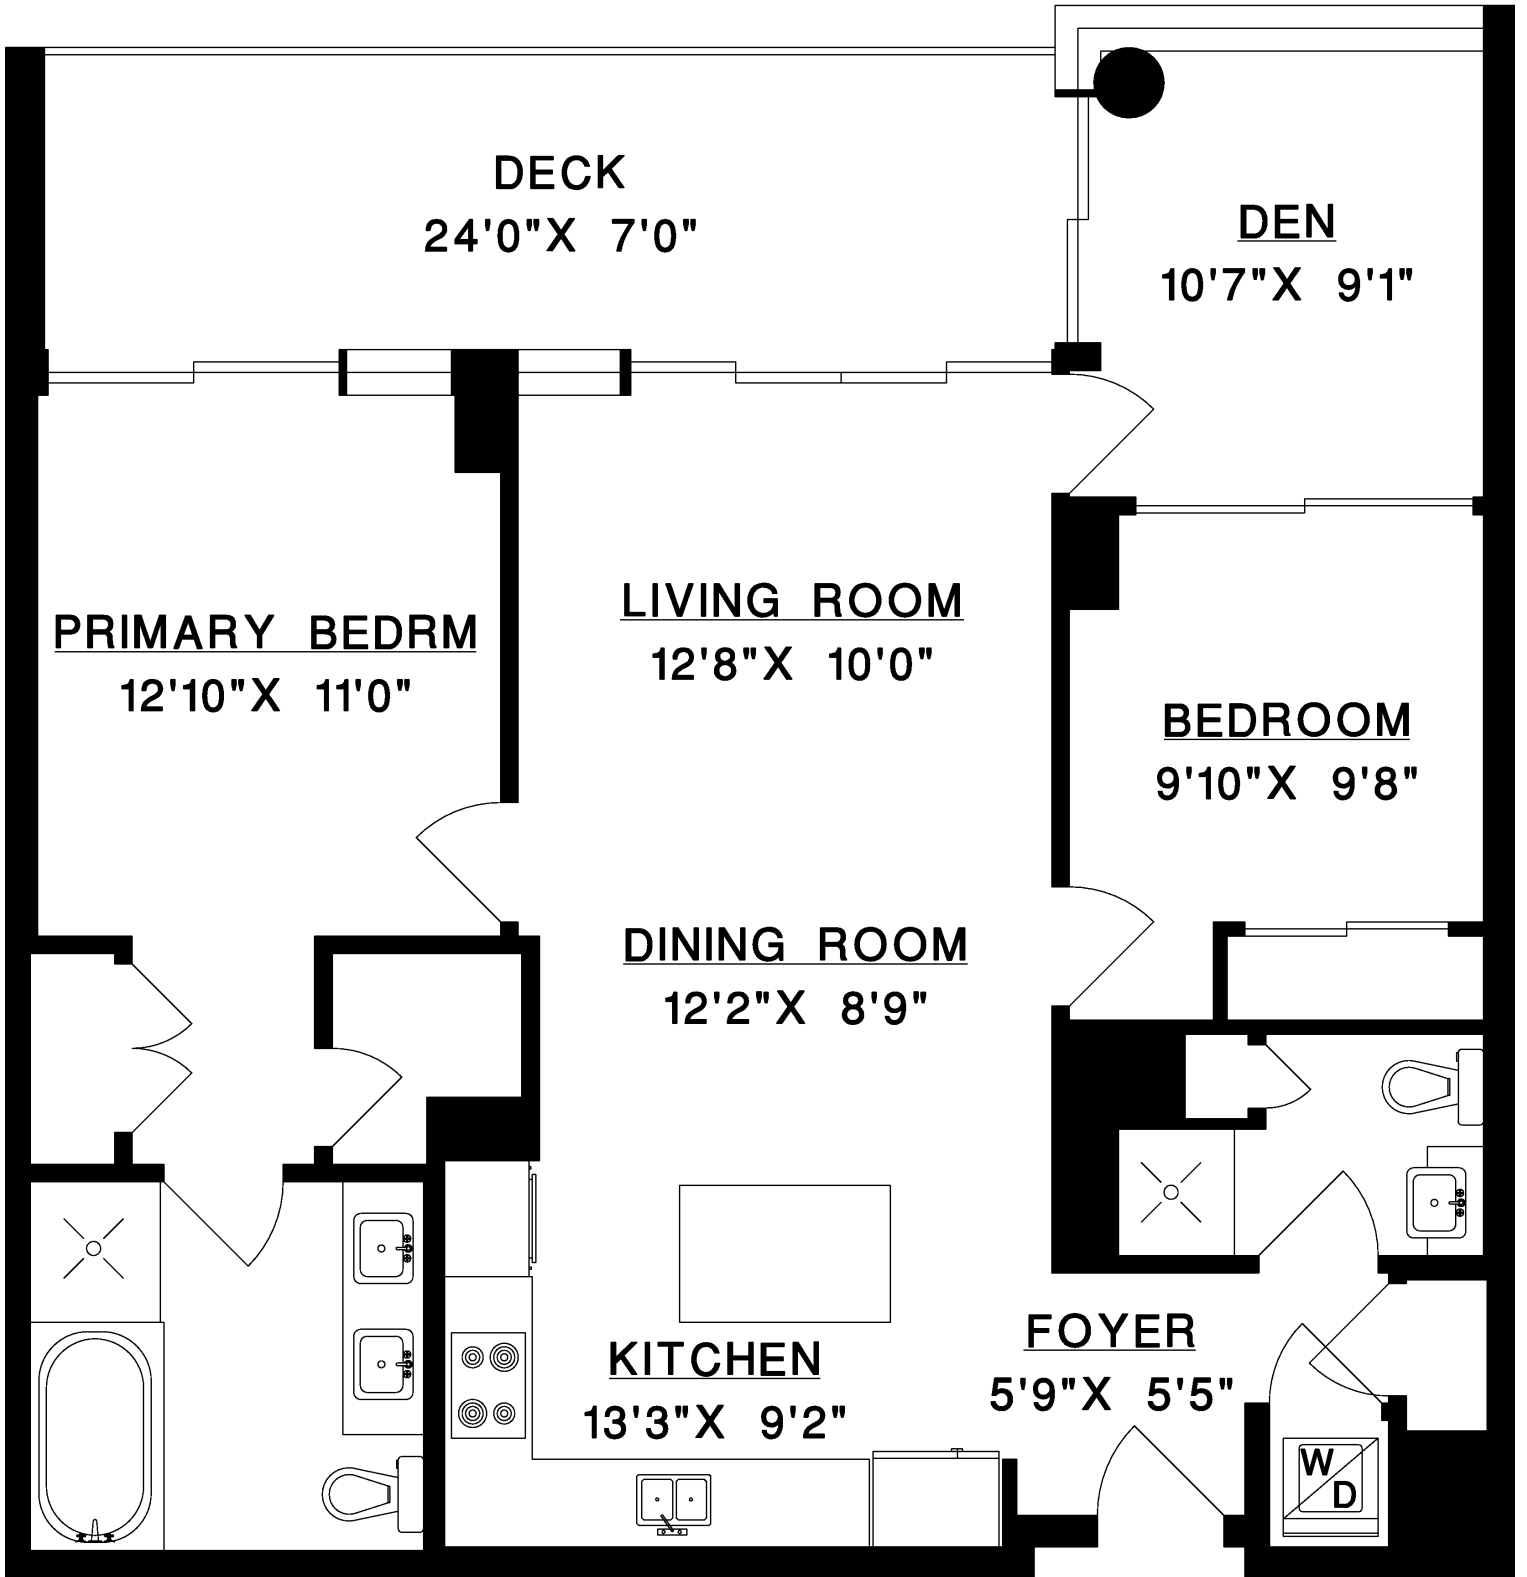 DECK
24'0"X 7'0"
DEN
10'7"X 9'1"
LIVING ROOM
12'8"X 10'0"
PRIMARY BEDRM
12'10"X 11'0"
BEDROOM
9'10"X 9'8"
DINING ROOM
12'2"X 8'9"
FOYER
5'9"X 5'5"
KITCHEN
13'3"X 9'2"
W
D